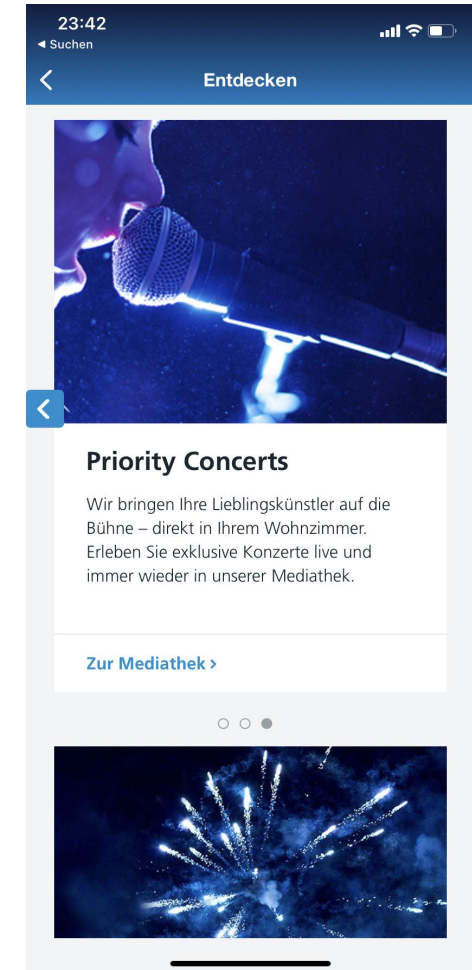 23:42
◄ Suchen
Entdecken
Priority Concerts
Wir bringen Ihre Lieblingskünstler auf die
Bühne – direkt in Ihrem Wohnzimmer.
Erleben Sie exklusive Konzerte live und
immer wieder in unserer Mediathek.
Zur Mediathek ›